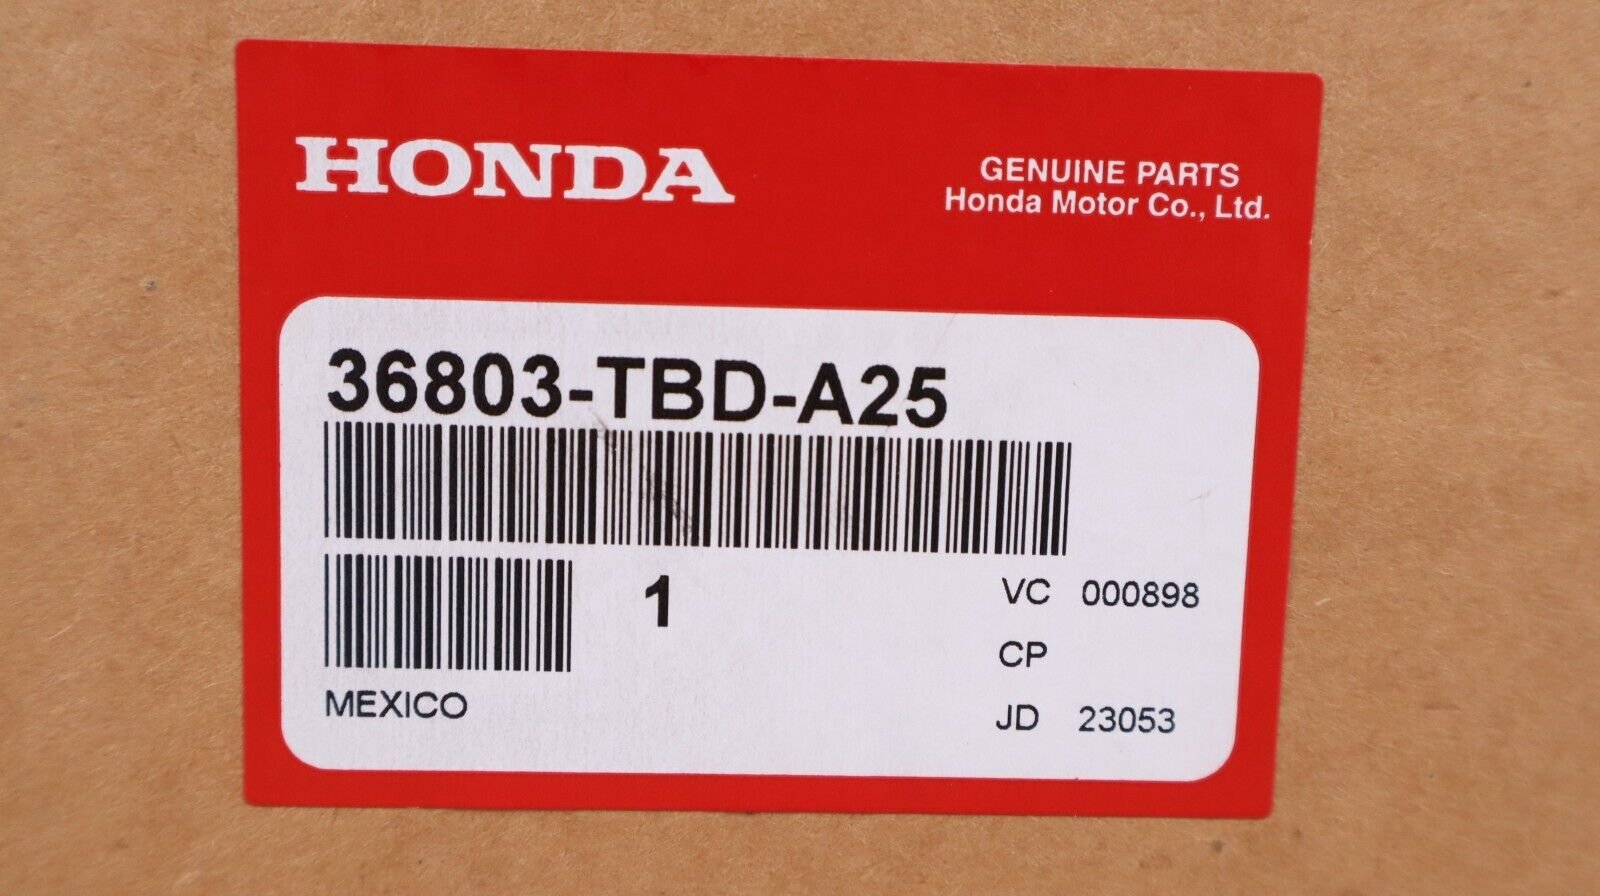 HONDA
GENUINE PARTS
Honda Motor Co., Ltd.
36803-TBD-A25
1
VC 000898
CP
MEXICO
JD 23053